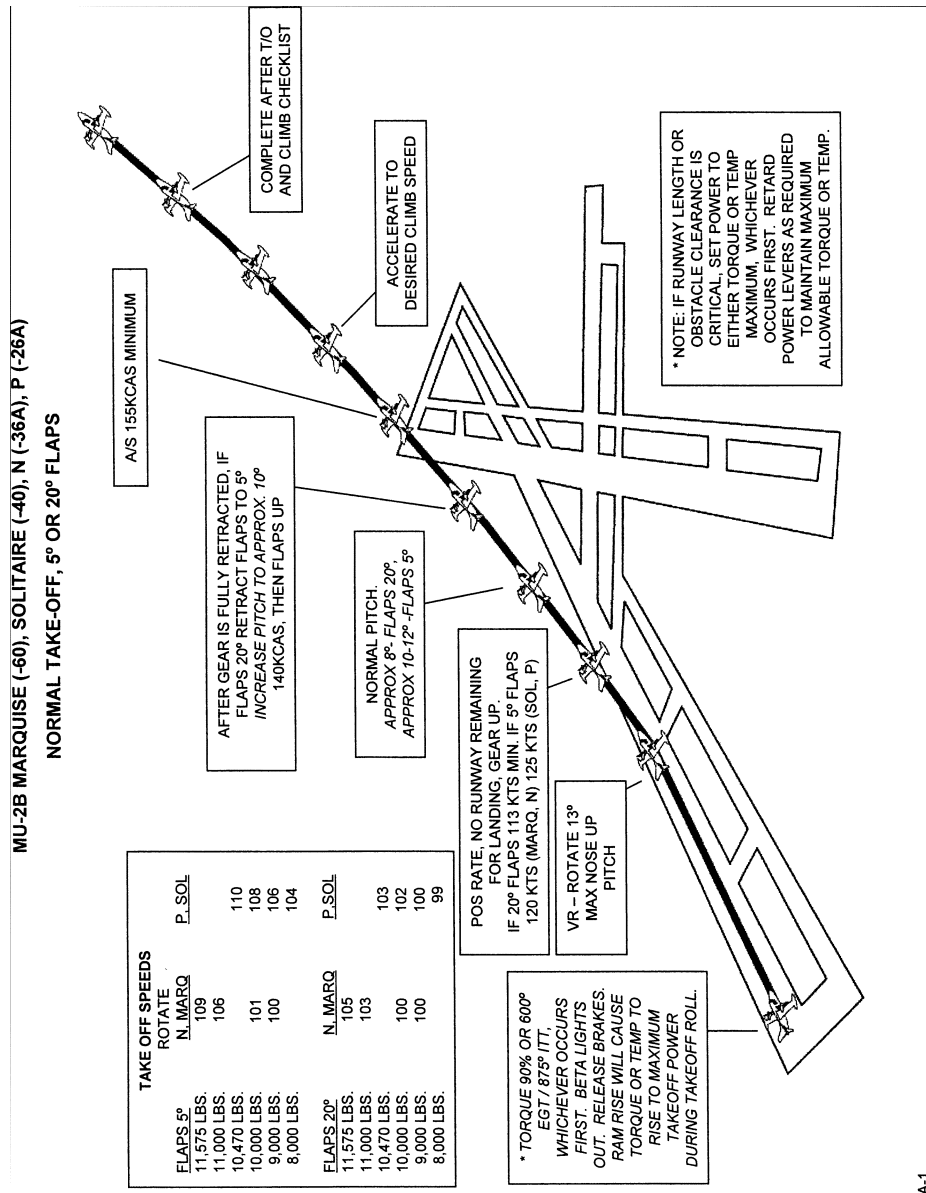 MU-2B MARQUISE (-60), SOLITAIRE (-40), N (-36A), P (-26A)
NORMAL TAKE-OFF, 5º OR 20º FLAPS
TAKE OFF SPEEDS
ROTATE
FLAPS 5º N, MARQ P, SOL
11,575 LBS. 109
11,000 LBS. 106
10,470 LBS. 110
10,000 LBS. 101 108
9,000 LBS. 100 106
8,000 LBS. 104
FLAPS 20º N, MARQ P,SOL
11,575 LBS. 105
11,000 LBS. 103
10,470 LBS. 103
10,000 LBS. 100 102
9,000 LBS. 100 100
8,000 LBS. 99
* TORQUE 90% OR 600º
EGT / 875º ITT,
WHICHEVER OCCURS
FIRST. BETA LIGHTS
OUT. RELEASE BRAKES.
RAM RISE WILL CAUSE
TORQUE OR TEMP TO
RISE TO MAXIMUM
TAKEOFF POWER
DURING TAKEOFF ROLL.
VR – ROTATE 13º
MAX NOSE UP
PITCH
POS RATE, NO RUNWAY REMAINING
FOR LANDING, GEAR UP.
IF 20º FLAPS 113 KTS MIN. IF 5º FLAPS
120 KTS (MARQ, N) 125 KTS (SOL, P)
NORMAL PITCH.
APPROX 8º- FLAPS 20º,
APPROX 10-12º -FLAPS 5º
AFTER GEAR IS FULLY RETRACTED, IF
FLAPS 20º RETRACT FLAPS TO 5º
INCREASE PITCH TO APPROX. 10º
140KCAS, THEN FLAPS UP
A/S 155KCAS MINIMUM
ACCELERATE TO
DESIRED CLIMB SPEED
COMPLETE AFTER T/O
AND CLIMB CHECKLIST
* NOTE: IF RUNWAY LENGTH OR
OBSTACLE CLEARANCE IS
CRITICAL, SET POWER TO
EITHER TORQUE OR TEMP
MAXIMUM, WHICHEVER
OCCURS FIRST. RETARD
POWER LEVERS AS REQUIRED
TO MAINTAIN MAXIMUM
ALLOWABLE TORQUE OR TEMP.
A-1